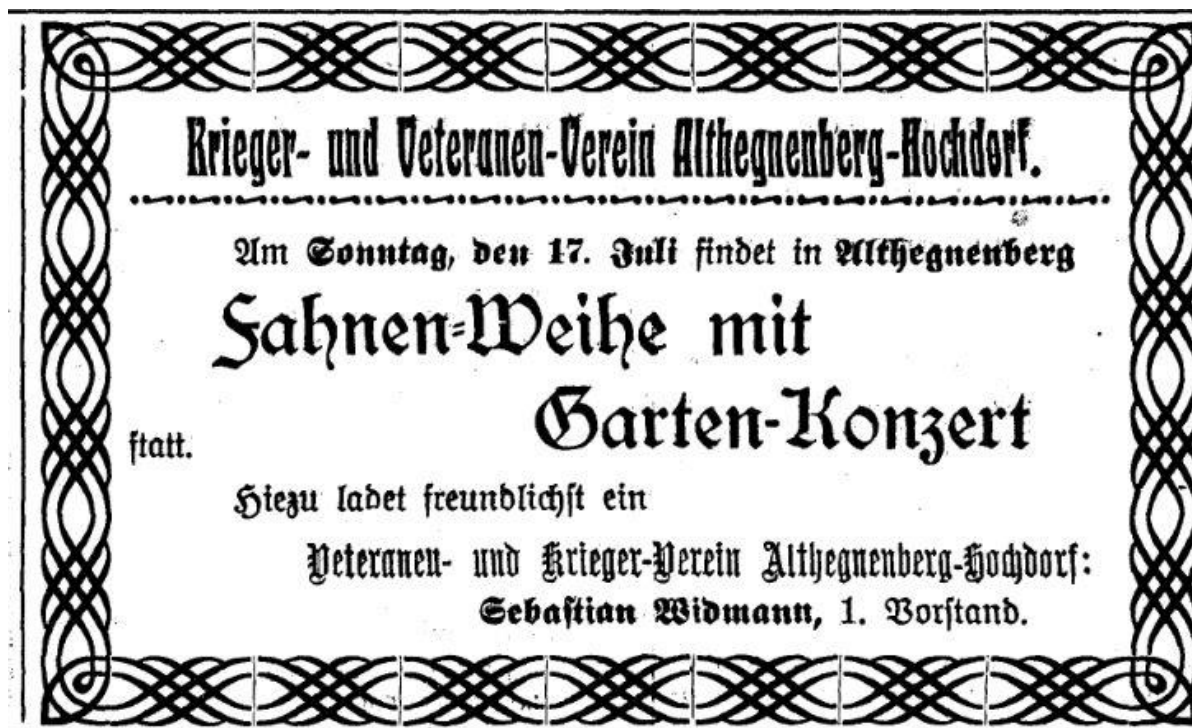 Krieger- und Veteranen-Verein Althegnenberg-Hochdorf.
Am Sonntag, den 17. Juli findet in Althegnenberg
Fahnen-Weihe mit
Garten-Konzert
statt.
Hiezu ladet freundlichst ein
Veteranen- und Krieger-Verein Althegnenberg-Hochdorf:
Sebastian Widmann, 1. Vorstand.